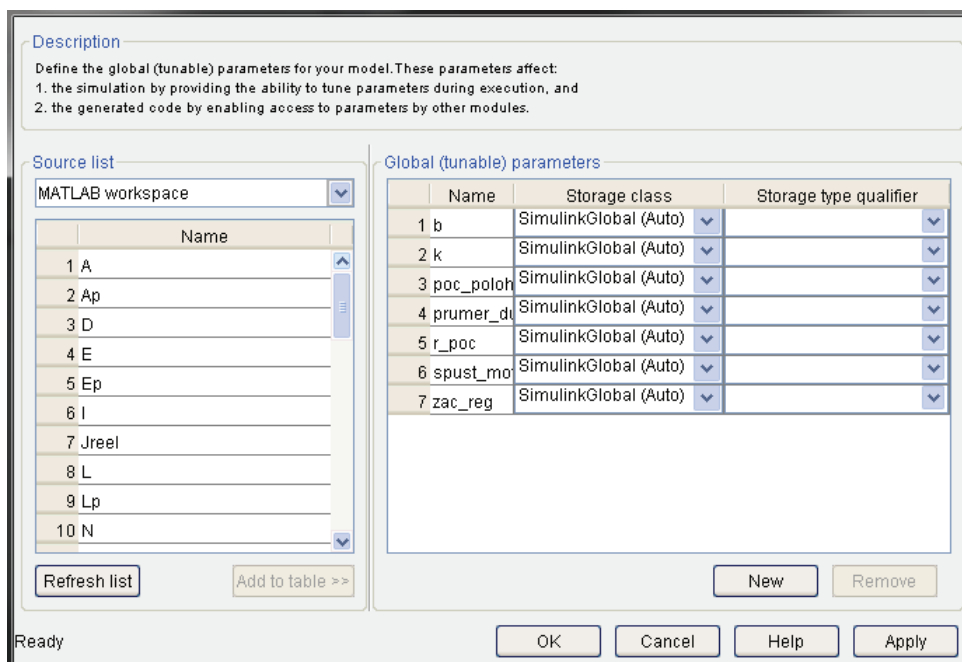 Description
Define the global (tunable) parameters for your model.These parameters affect:
1. the simulation by providing the ability to tune parameters during execution, and
2. the generated code by enabling access to parameters by other modules.
Source list
MATLAB workspace
Name
1 A
2 Ap
3 D
4 E
5 Ep
6 I
7 Jreel
8 L
9 Lp
10 N
Refresh list
Add to table >>
Global (tunable) parameters
Name Storage class Storage type qualifier
1 b SimulinkGlobal (Auto)
2 k SimulinkGlobal (Auto)
3 poc_poloh SimulinkGlobal (Auto)
4 prumer_du SimulinkGlobal (Auto)
5 r_poc SimulinkGlobal (Auto)
6 spust_mot SimulinkGlobal (Auto)
7 zac_reg SimulinkGlobal (Auto)
New Remove
Ready
OK Cancel Help Apply